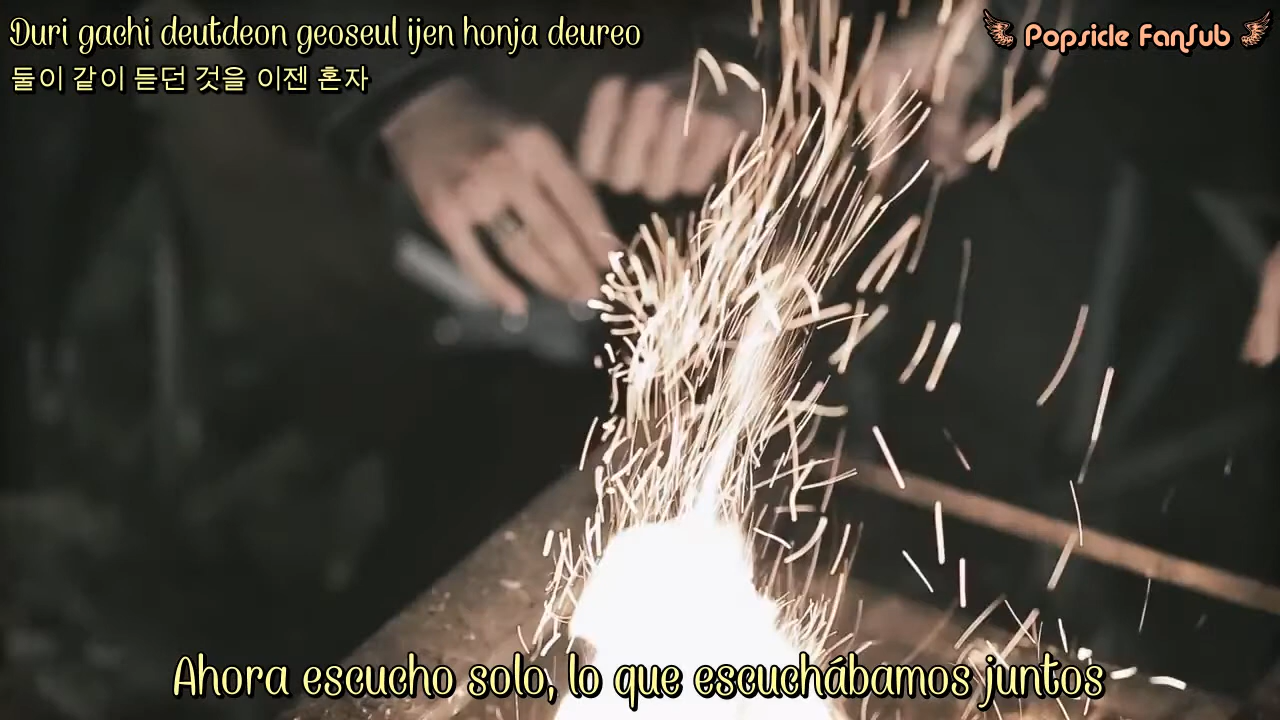 Duri gachi deutdeon geoseul ijen honja deureo
Popsicle FanSub
둘이 같이 듣던 것을 이젠 혼자
Ahora escucho solo, lo que escuchábamos juntos